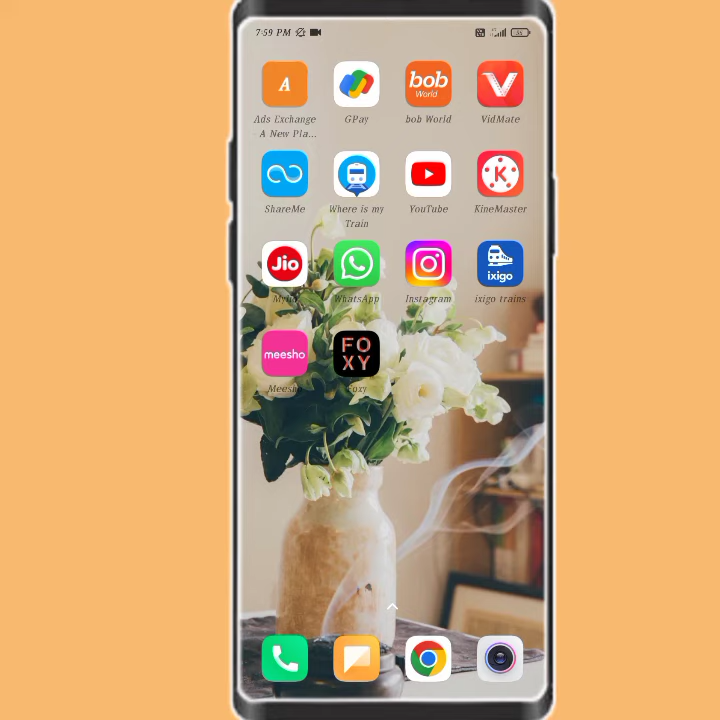 7:59 PM
A
bob
World
Ads Exchange
- A New Pla...
GPay
bob World
VidMate
ShareMe
Where is my
Train
YouTube
K
KineMaster
Jio
ixigo
MyJio
WhatsApp
Instagram
ixigo trains
meesho
FO
XY
Meesho
Foxy